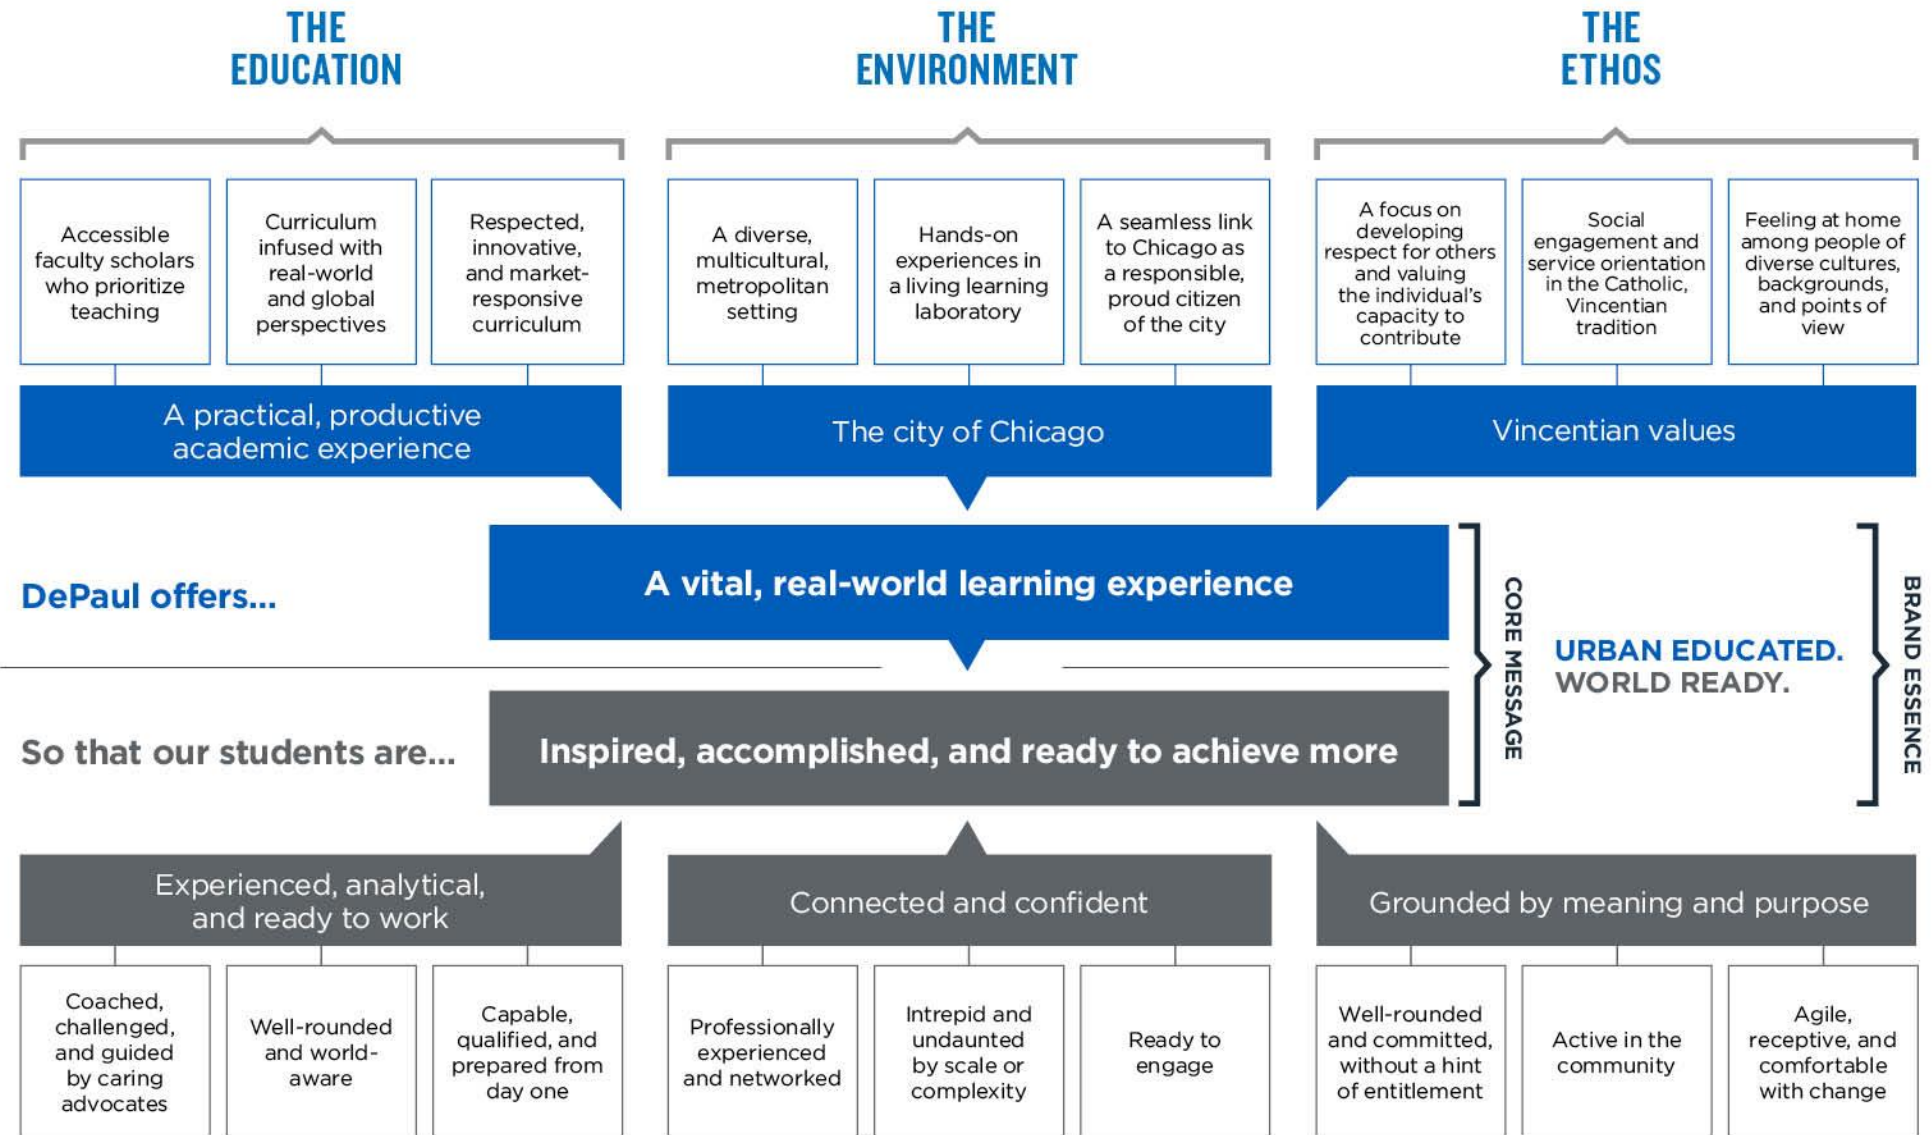 THE
EDUCATION
THE
ENVIRONMENT
THE
ETHOS
Accessible
faculty scholars
who prioritize
teaching
Curriculum
infused with
real-world
and global
perspectives
Respected,
innovative,
and market-
responsive
curriculum
A diverse,
multicultural,
metropolitan
setting
Hands-on
experiences in
a living learning
laboratory
A seamless link
to Chicago as
a responsible,
proud citizen
of the city
A focus on
developing
respect for others
and valuing
the individual’s
capacity to
contribute
Social
engagement and
service orientation
in the Catholic,
Vincentian
tradition
Feeling at home
among people of
diverse cultures,
backgrounds,
and points of
view
A practical, productive
academic experience
The city of Chicago
Vincentian values
DePaul offers...
A vital, real-world learning experience
So that our students are...
Inspired, accomplished, and ready to achieve more
CORE MESSAGE
URBAN EDUCATED.
WORLD READY.
BRAND ESSENCE
Experienced, analytical,
and ready to work
Connected and confident
Grounded by meaning and purpose
Coached,
challenged,
and guided
by caring
advocates
Well-rounded
and world-
aware
Capable,
qualified, and
prepared from
day one
Professionally
experienced
and networked
Intrepid and
undaunted
by scale or
complexity
Ready to
engage
Well-rounded
and committed,
without a hint
of entitlement
Active in the
community
Agile,
receptive, and
comfortable
with change